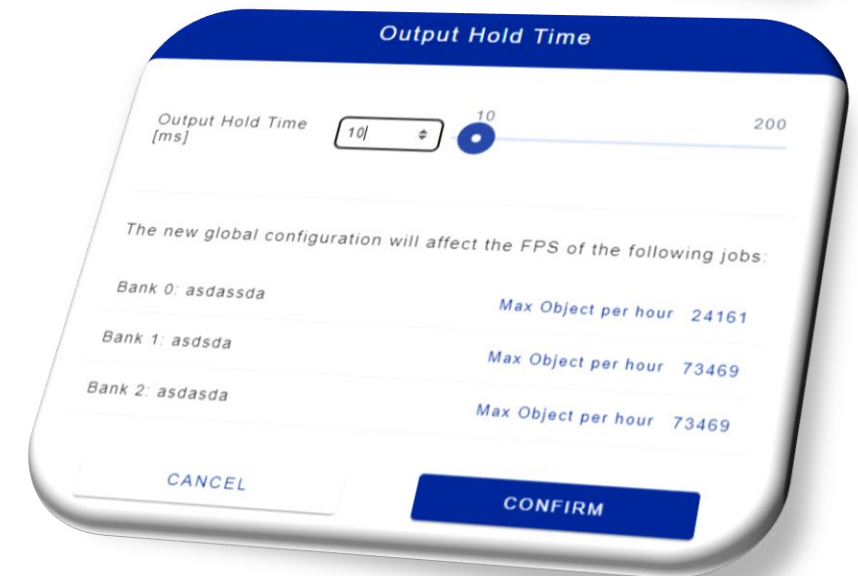 Output Hold Time
Output Hold Time
[ms]
10
10
200
The new global configuration will affect the FPS of the following jobs:
Bank 0: asdassda
Max Object per hour 24161
Bank 1: asdsda
Max Object per hour 73469
Bank 2: asdasda
Max Object per hour 73469
CANCEL
CONFIRM